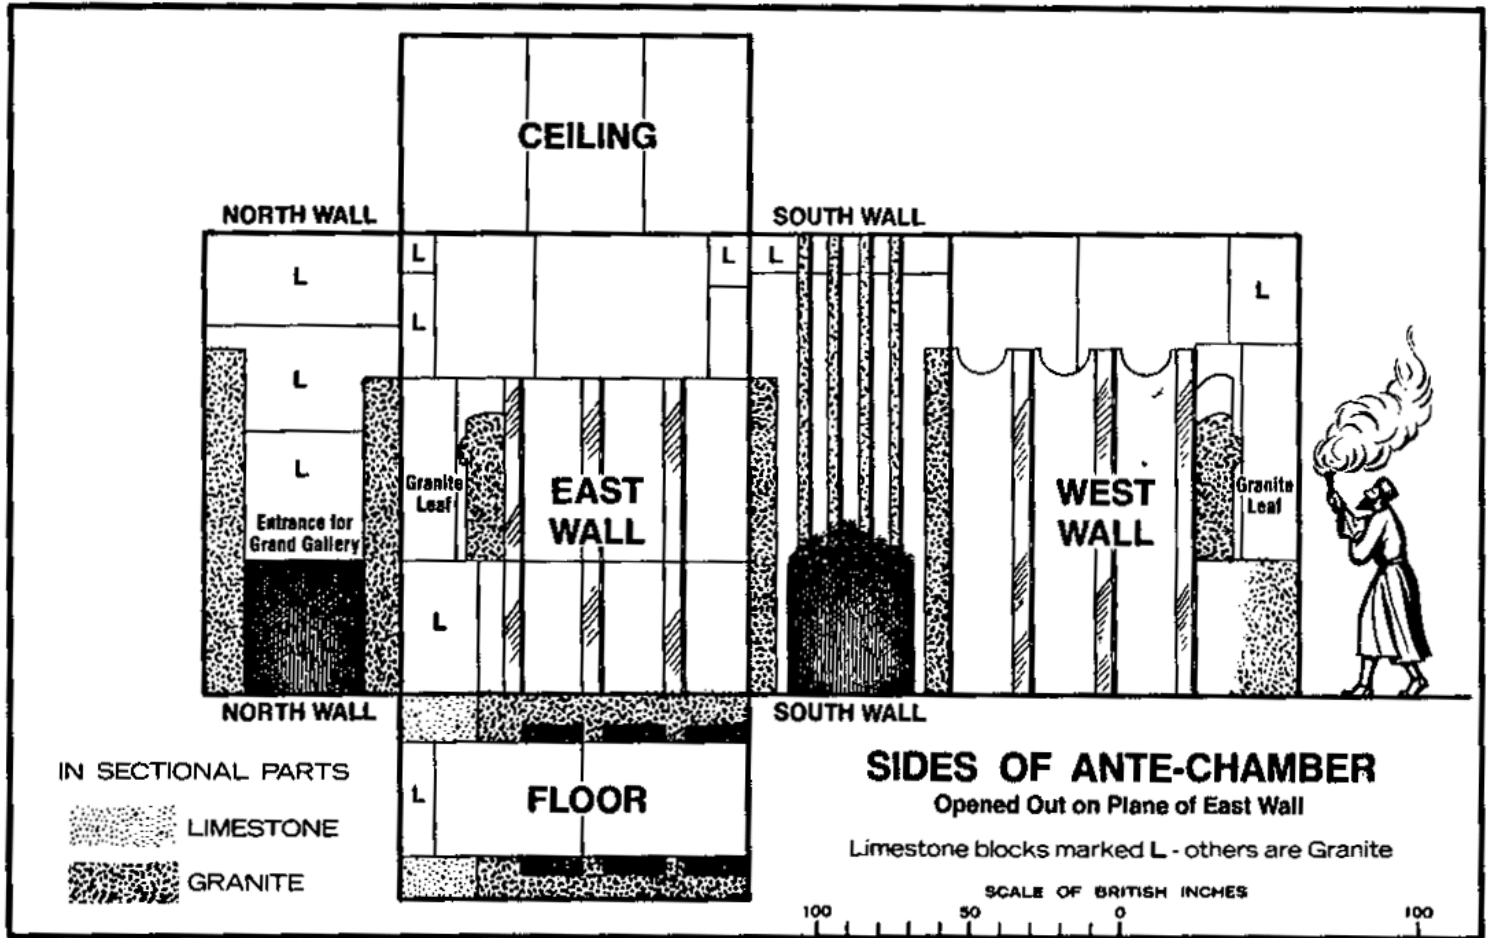 CEILING
NORTH WALL
SOUTH WALL
L
L
L
L
L
L
L
L
L
Granite
Leaf
EAST
WALL
WEST
WALL
Granite
Leaf
Entrance for
Grand Gallery
L
NORTH WALL
SOUTH WALL
IN SECTIONAL PARTS
LIMESTONE
GRANITE
L
FLOOR
SIDES OF ANTE-CHAMBER
Opened Out on Plane of East Wall
Limestone blocks marked L - others are Granite
SCALE OF BRITISH INCHES
100 50 0 100